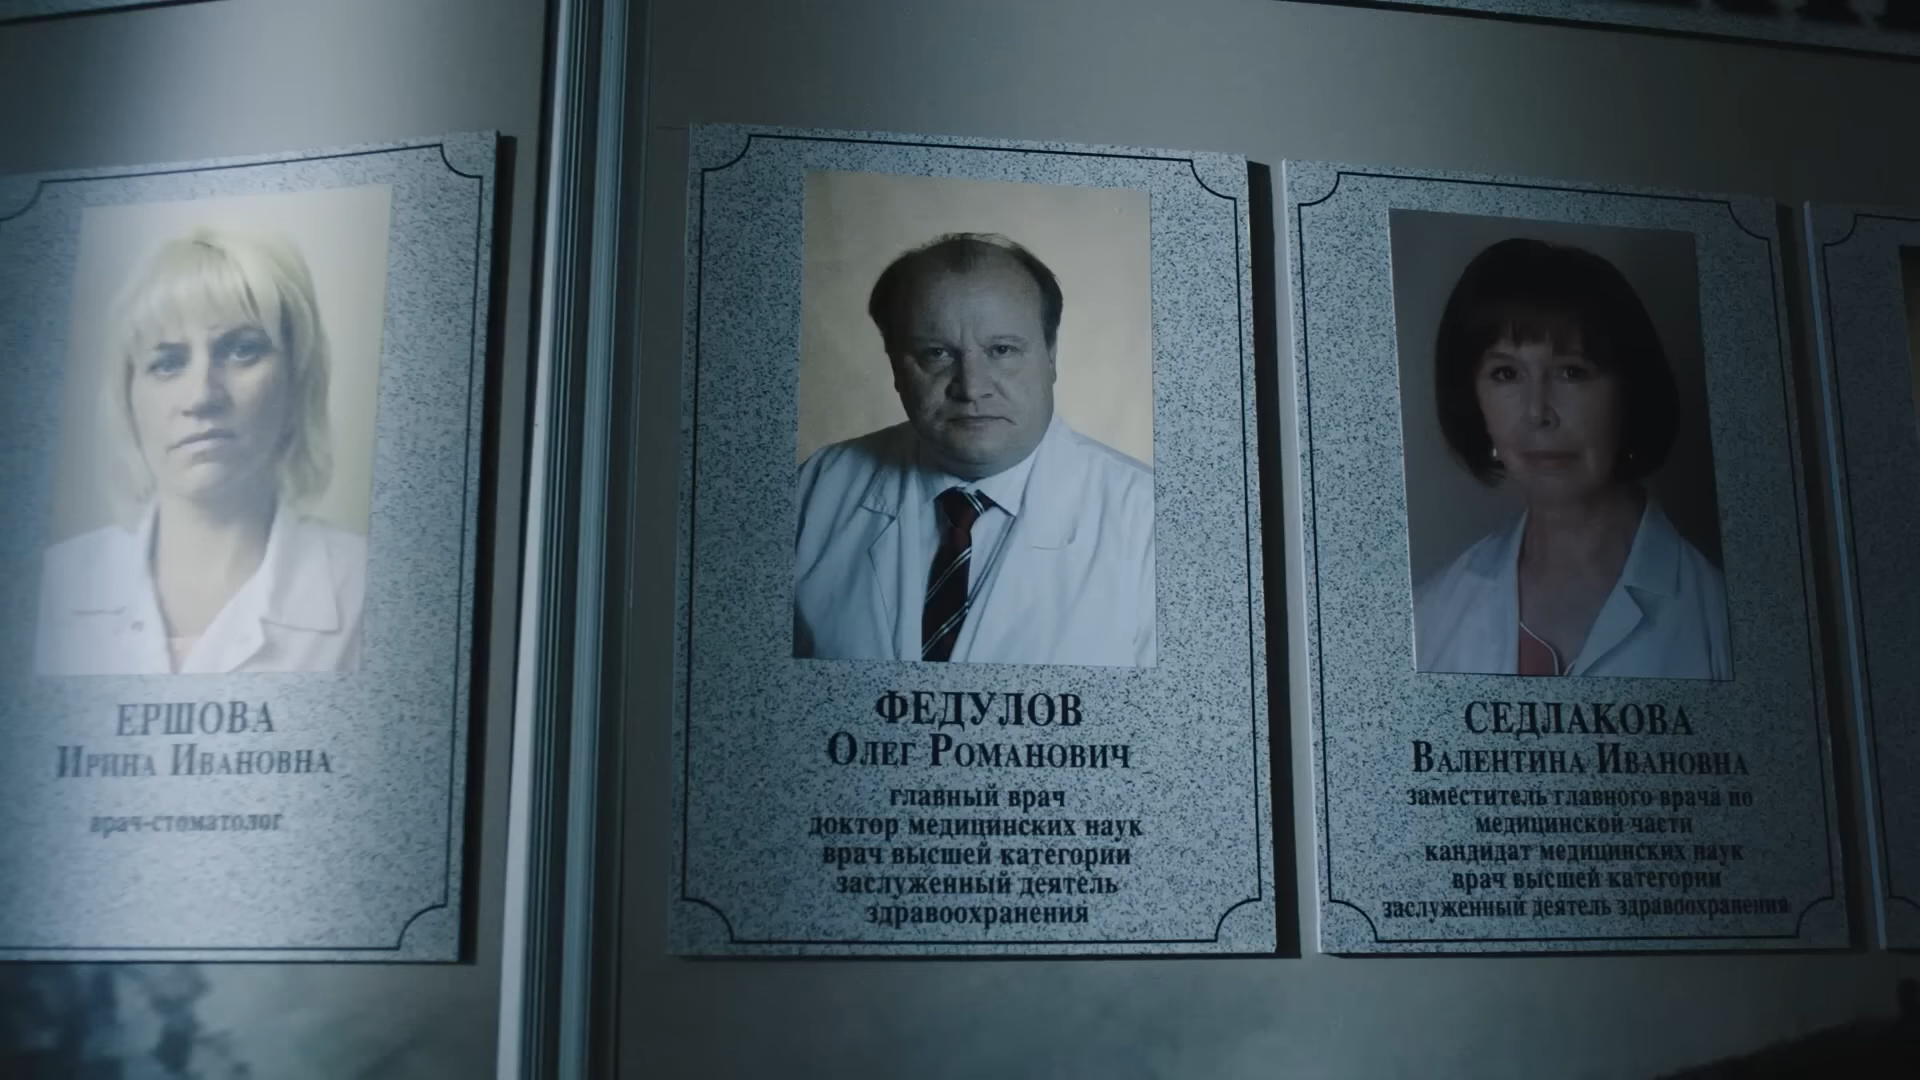 ЕРШОВА
ИРИНА ИВАНОВНА
врач-стоматолог
ФЕДУЛОВ
ОЛЕГ РОМАНОВИЧ
главный врач
доктор медицинских наук
врач высшей категории
заслуженный деятель
здравоохранения
СЕДЛАКОВА
ВАЛЕНТИНА ИВАНОВНА
заместитель главного врача по
медицинской части
кандидат медицинских наук
врач высшей категории
заслуженный деятель здравоохранения